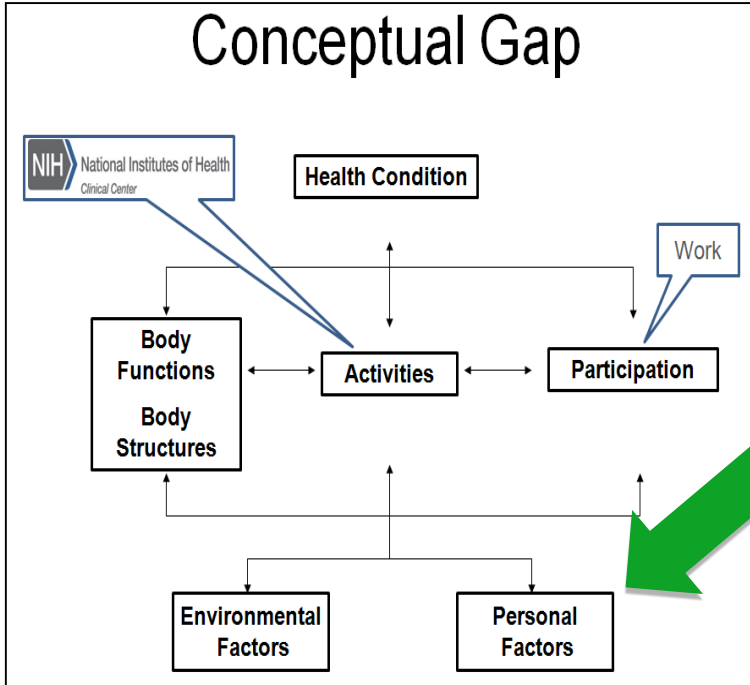 Conceptual Gap
NIH
National Institutes of Health
Clinical Center
Health Condition
Work
Body
Functions
Body
Structures
Activities
Participation
Environmental
Factors
Personal
Factors